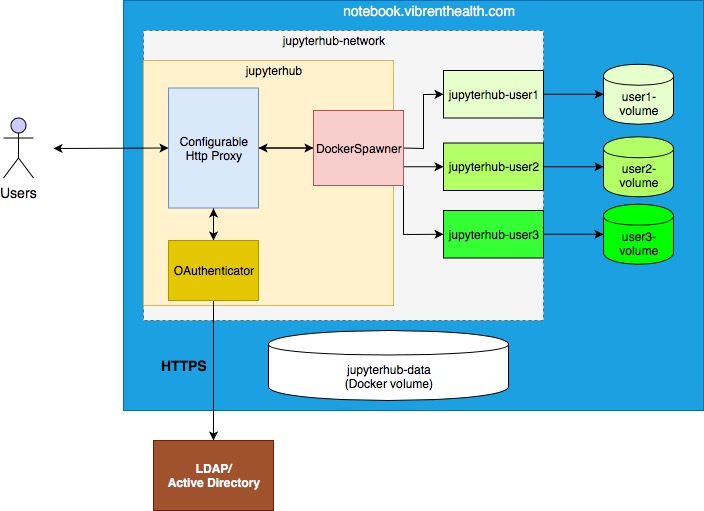 notebook.vibrenthealth.com
jupyterhub-network
jupyterhub
Users
Configurable
Http Proxy
DockerSpawner
OAuthenticator
jupyterhub-user1
jupyterhub-user2
jupyterhub-user3
user1-
volume
user2-
volume
user3-
volume
HTTPS
jupyterhub-data
(Docker volume)
LDAP/
Active Directory